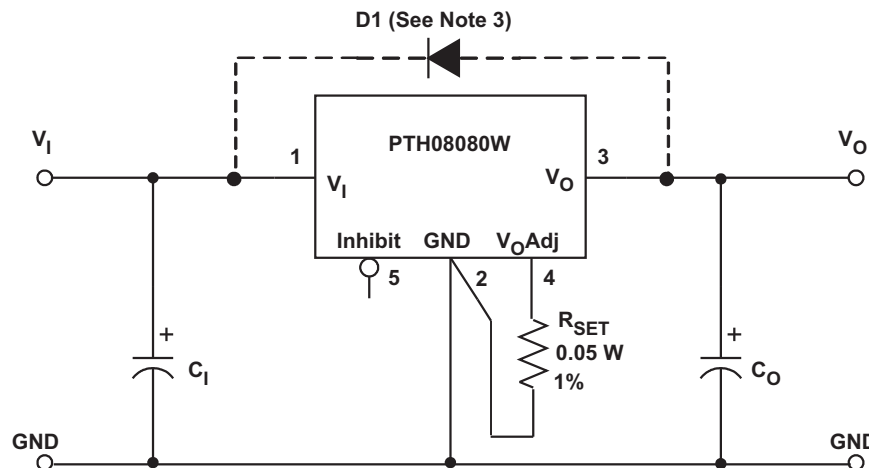 D1 (See Note 3)
PTH08080W
V_I
1
3
V_O
V_I
V_O
Inhibit
GND
V_OAdj
5
2
4
+
C_I
R_SET
0.05 W
1%
+
C_O
GND
GND